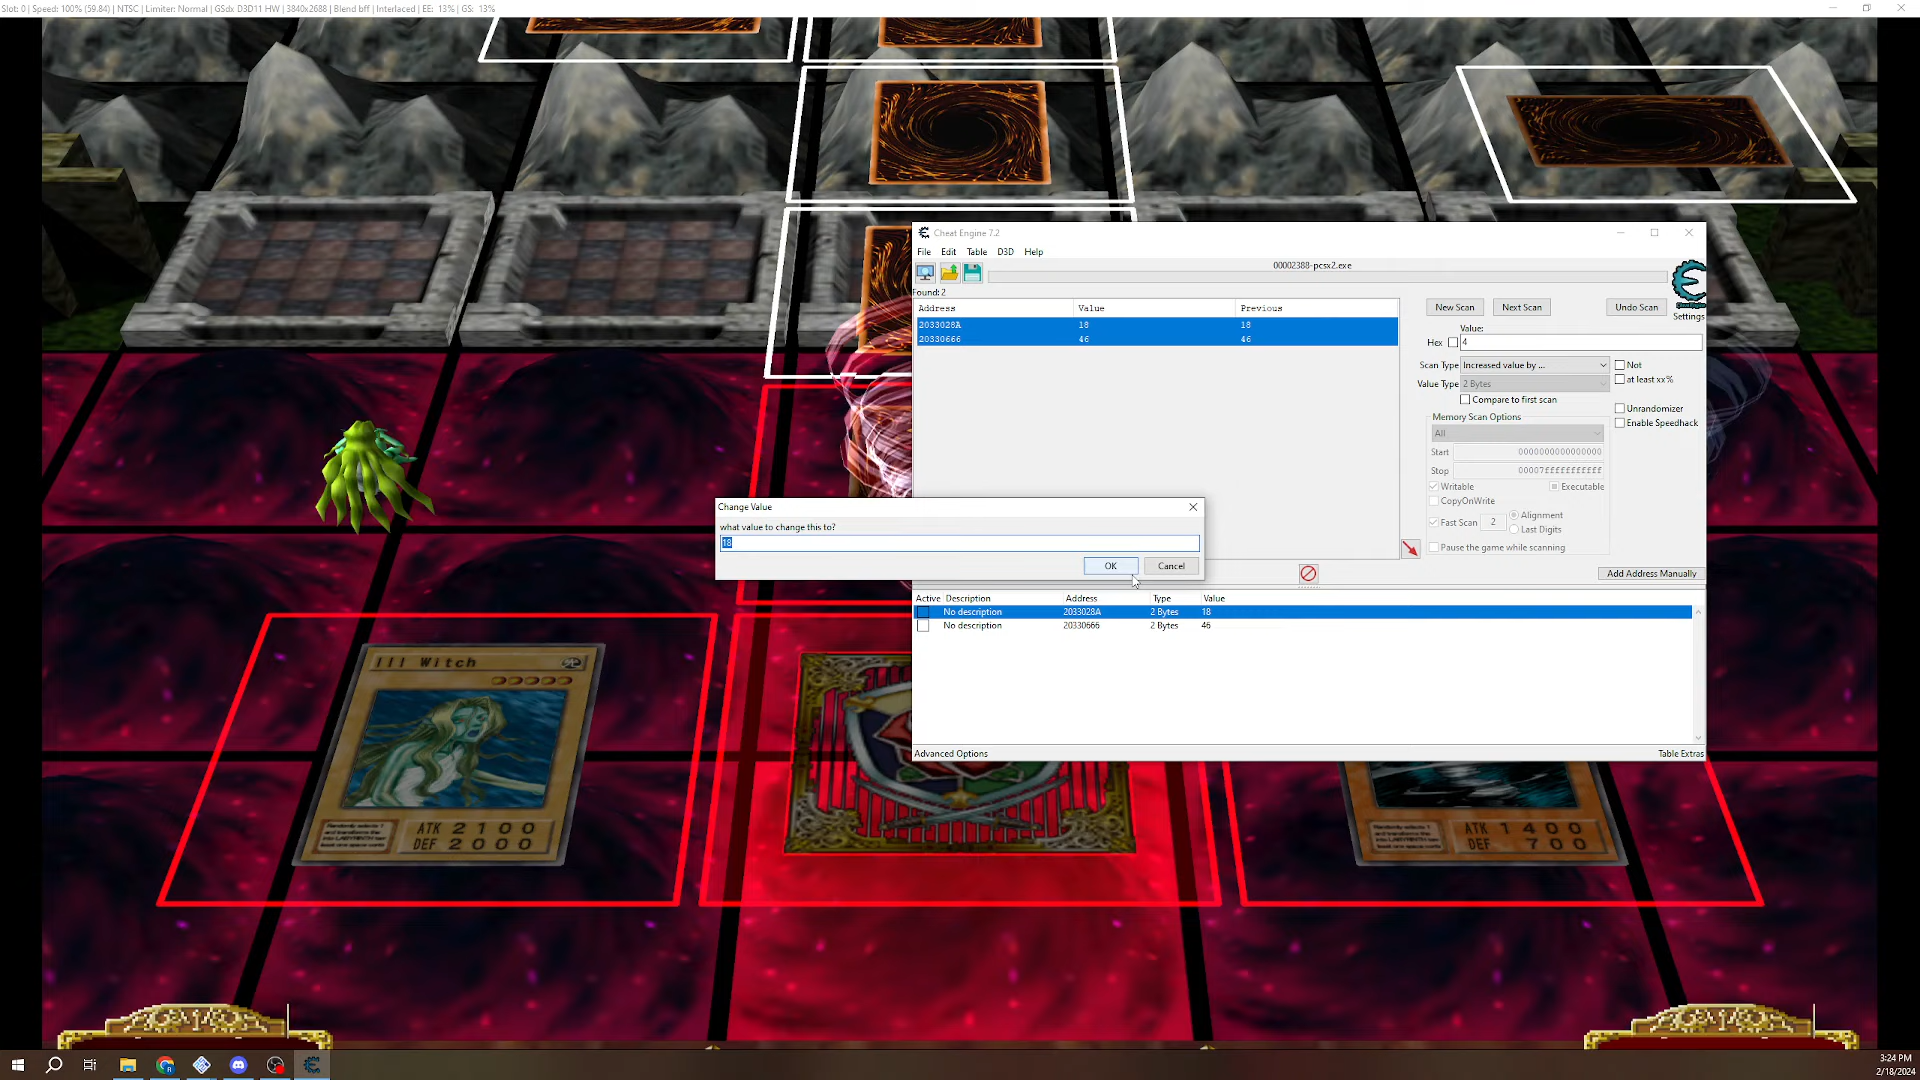 Slot: 0 | Speed: 100% (59.84) | NTSC | Limiter: Normal | GSdx D3D11 HW | 3840x2688 | Blend bff | Interlaced | EE: 13% | GS: 13%
Cheat Engine 7.2
File Edit Table D3D Help
00002388-pcsx2.exe
Found: 2
Address Value Previous
2033028A 18 18
20330666 46 46
New Scan Next Scan Undo Scan
Settings
Value:
Hex 4
Scan Type Increased value by ... Not
at least xx%
Value Type 2 Bytes
Compare to first scan
Unrandomizer
Enable Speedhack
Memory Scan Options
All
Start 0000000000000000
Stop 00007fffffffffff
Writable Executable
CopyOnWrite
Fast Scan 2 Alignment
Last Digits
Pause the game while scanning
Add Address Manually
Change Value
what value to change this to?
18
OK Cancel
Active Description Address Type Value
No description 2033028A 2 Bytes 18
No description 20330666 2 Bytes 46
Advanced Options Table Extras
Ill Witch
ATK 2100
DEF 2000
ATK 1400
DEF 700
3:24 PM
2/18/2024